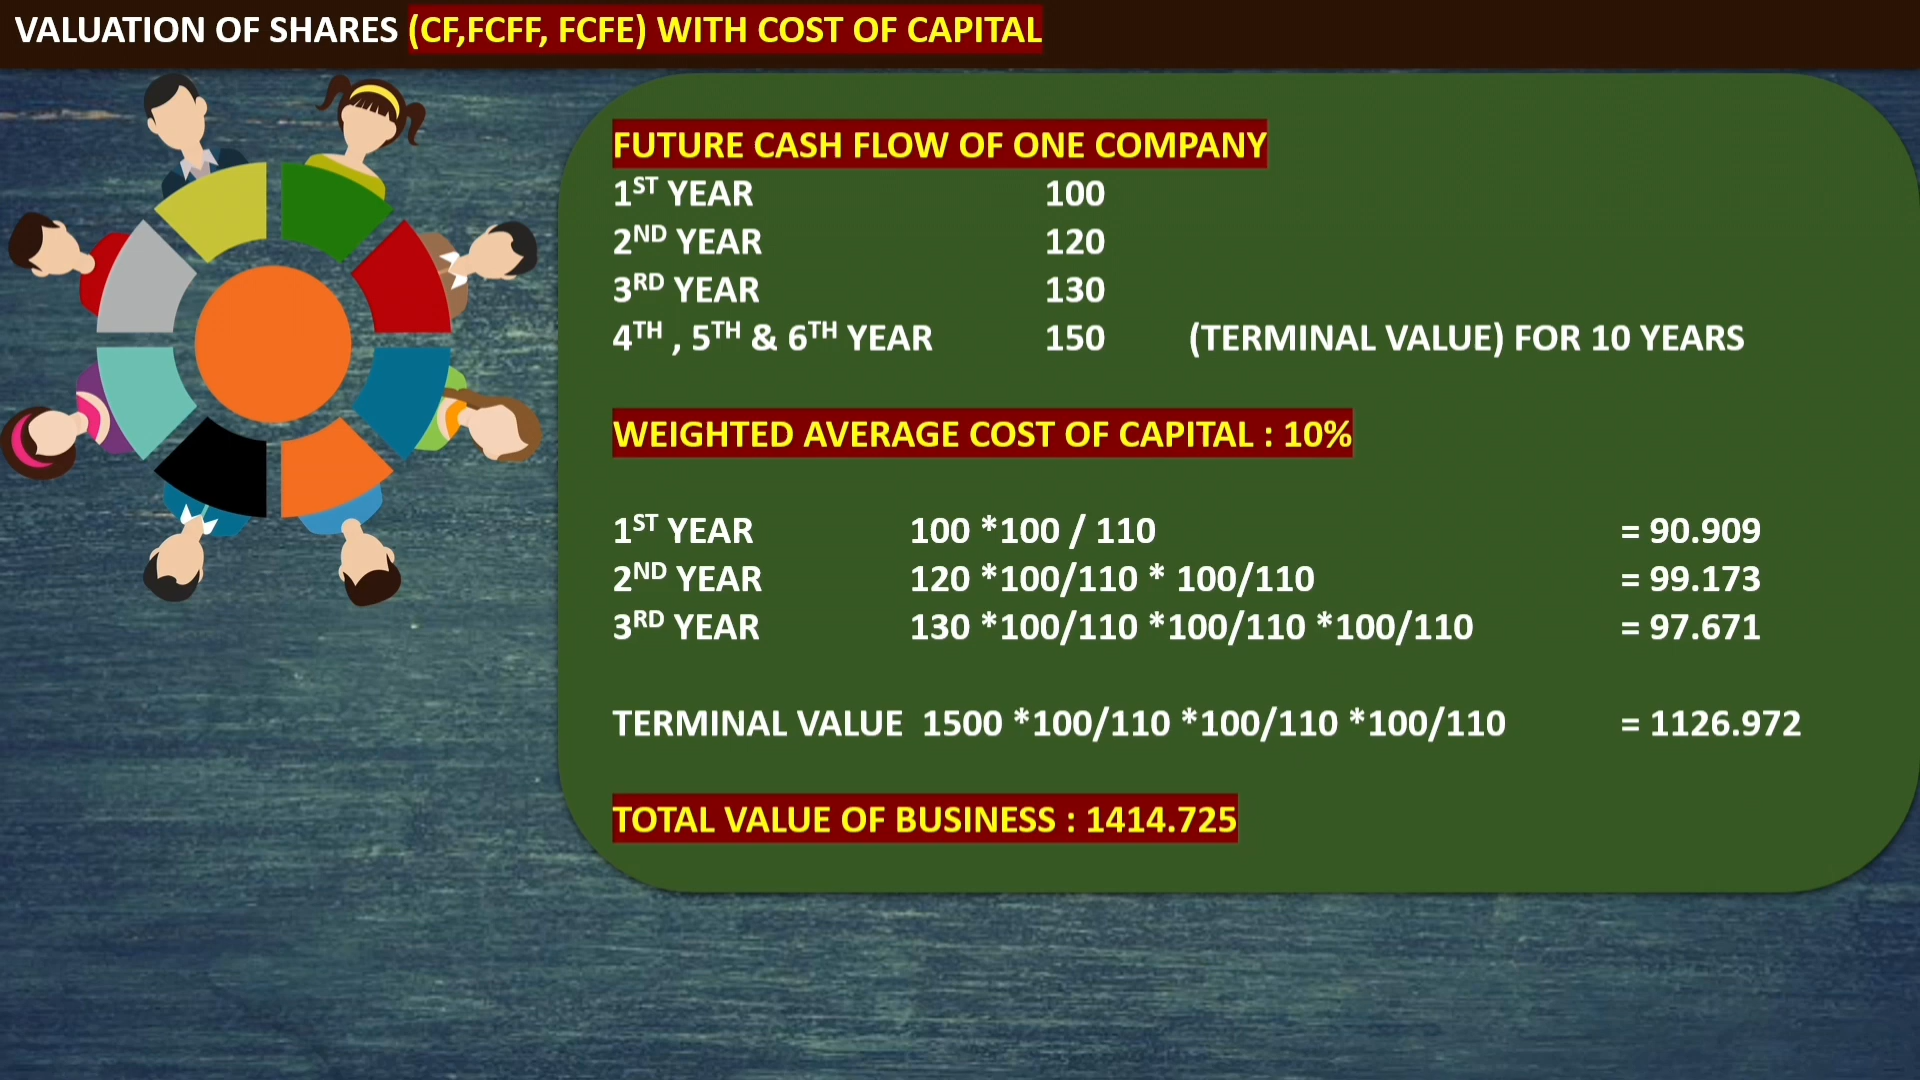 VALUATION OF SHARES (CF,FCFF, FCFE) WITH COST OF CAPITAL
FUTURE CASH FLOW OF ONE COMPANY
1ST YEAR 100
2ND YEAR 120
3RD YEAR 130
4TH , 5TH & 6TH YEAR 150 (TERMINAL VALUE) FOR 10 YEARS
WEIGHTED AVERAGE COST OF CAPITAL : 10%
1ST YEAR 100 *100 / 110 = 90.909
2ND YEAR 120 *100/110 * 100/110 = 99.173
3RD YEAR 130 *100/110 *100/110 *100/110 = 97.671
TERMINAL VALUE 1500 *100/110 *100/110 *100/110 = 1126.972
TOTAL VALUE OF BUSINESS : 1414.725